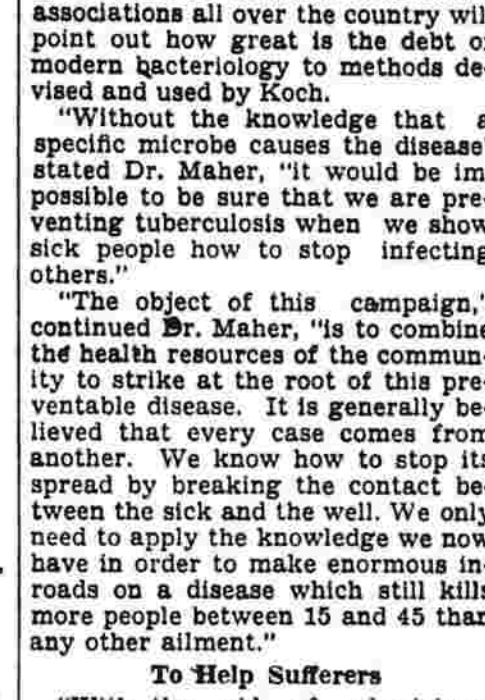 associations all over the country wil
point out how great is the debt o
modern bacteriology to methods de-
vised and used by Koch.
"Without the knowledge that a
specific microbe causes the disease"
stated Dr. Maher, "it would be im-
possible to be sure that we are pre-
venting tuberculosis when we show
sick people how to stop infecting
others."
"The object of this campaign,"
continued Dr. Maher, "is to combine
the health resources of the commun-
ity to strike at the root of this pre-
ventable disease. It is generally be-
lieved that every case comes from
another. We know how to stop its
spread by breaking the contact be-
tween the sick and the well. We only
need to apply the knowledge we now
have in order to make enormous in-
roads on a disease which still kills
more people between 15 and 45 than
any other ailment."
To Help Sufferers